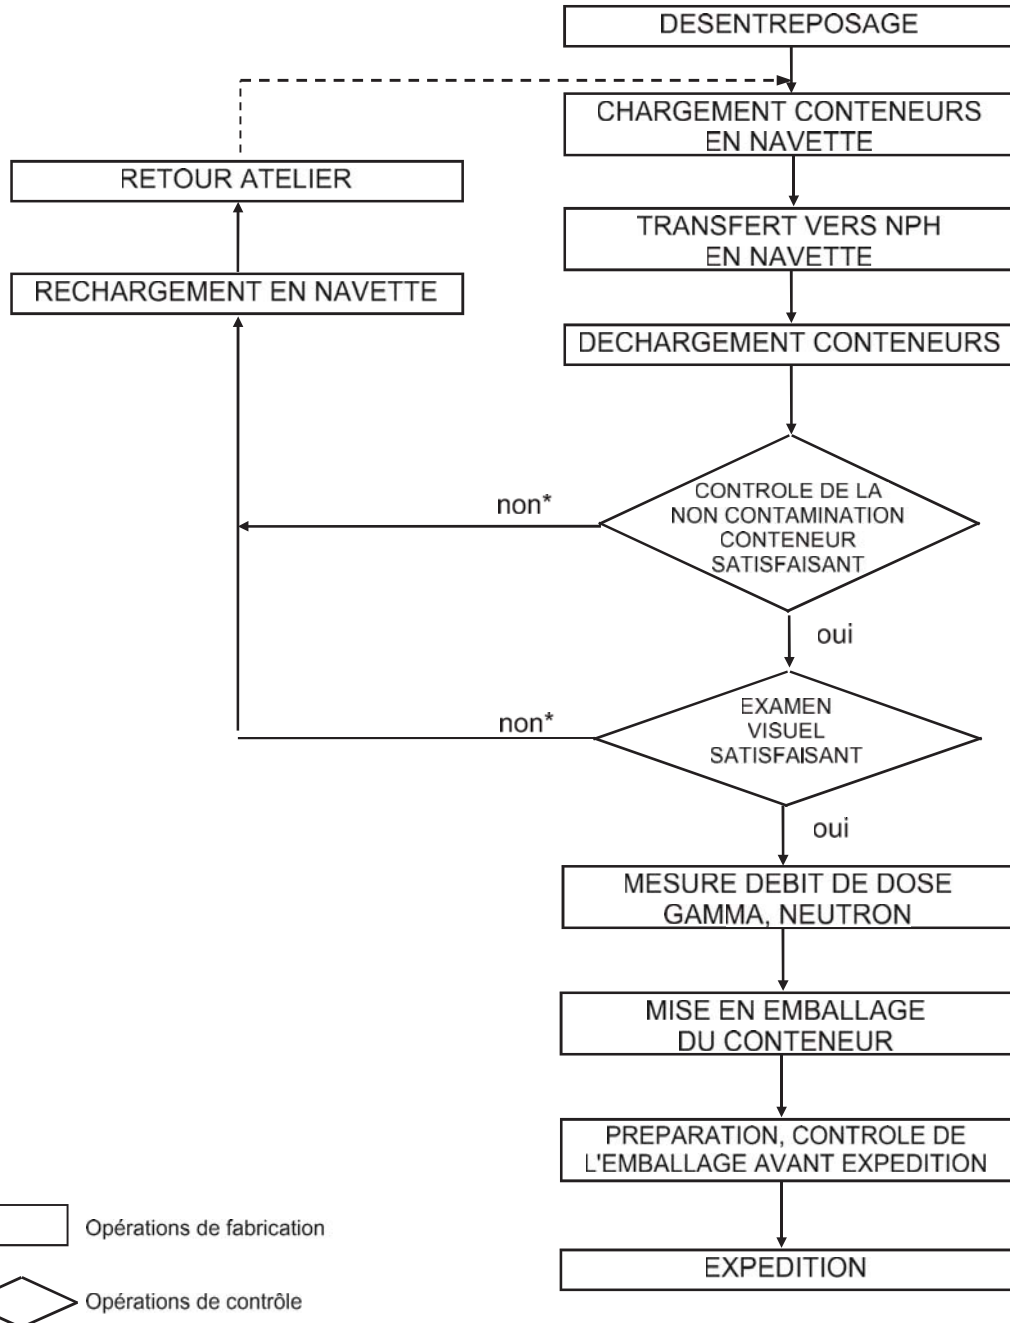 DESENTREPOSAGE
CHARGEMENT CONTENEURS
EN NAVETTE
RETOUR ATELIER
TRANSFERT VERS NPH
EN NAVETTE
RECHARGEMENT EN NAVETTE
DECHARGEMENT CONTENEURS
non*
CONTROLE DE LA
NON CONTAMINATION
CONTENEUR
SATISFAISANT
oui
non*
EXAMEN
VISUEL
SATISFAISANT
oui
MESURE DEBIT DE DOSE
GAMMA, NEUTRON
MISE EN EMBALLAGE
DU CONTENEUR
PREPARATION, CONTROLE DE
L'EMBALLAGE AVANT EXPEDITION
Opérations de fabrication
EXPEDITION
Opérations de contrôle